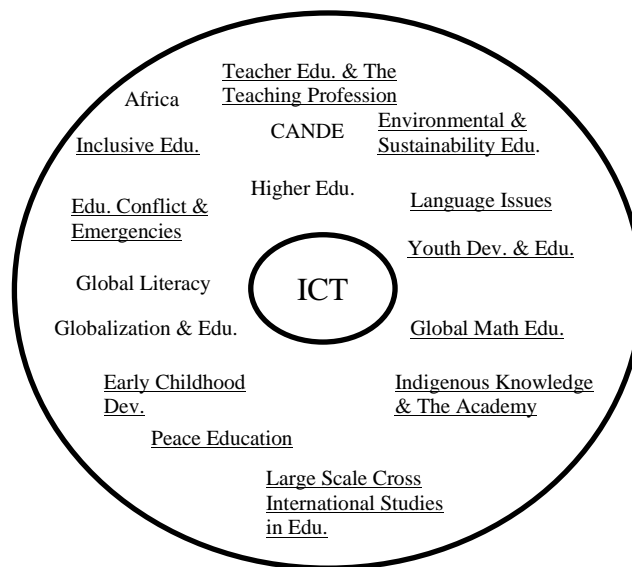 Teacher Edu. & The
Teaching Profession
Africa
CANDE
Environmental &
Sustainability Edu.
Inclusive Edu.
Higher Edu.
Language Issues
Edu. Conflict &
Emergencies
Youth Dev. & Edu.
Global Literacy
ICT
Globalization & Edu.
Global Math Edu.
Early Childhood
Dev.
Indigenous Knowledge
& The Academy
Peace Education
Large Scale Cross
International Studies
in Edu.